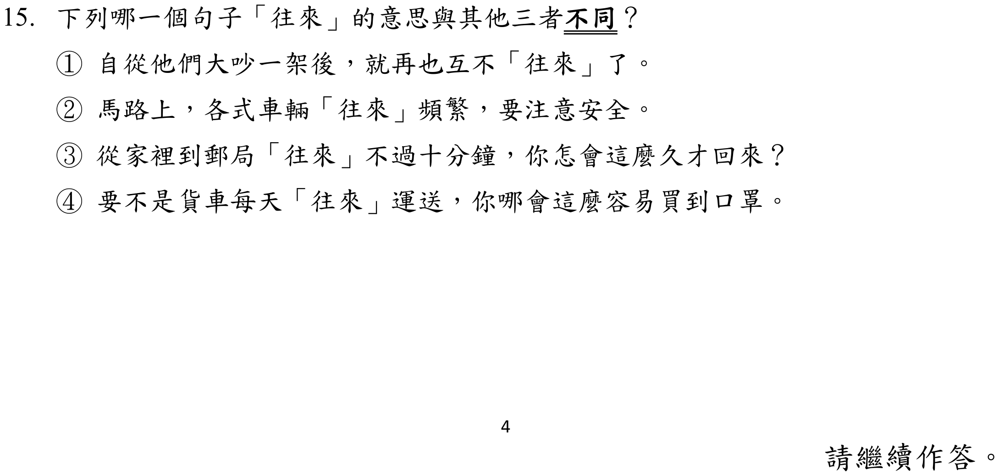 15. 下列哪一個句子「往來」的意思與其他三者不同？
① 自從他們大吵一架後，就再也互不「往來」了。
② 馬路上，各式車輛「往來」頻繁，要注意安全。
③ 從家裡到郵局「往來」不過十分鐘，你怎會這麼久才回來？
④ 要不是貨車每天「往來」運送，你哪會這麼容易買到口罩。
4
請繼續作答。